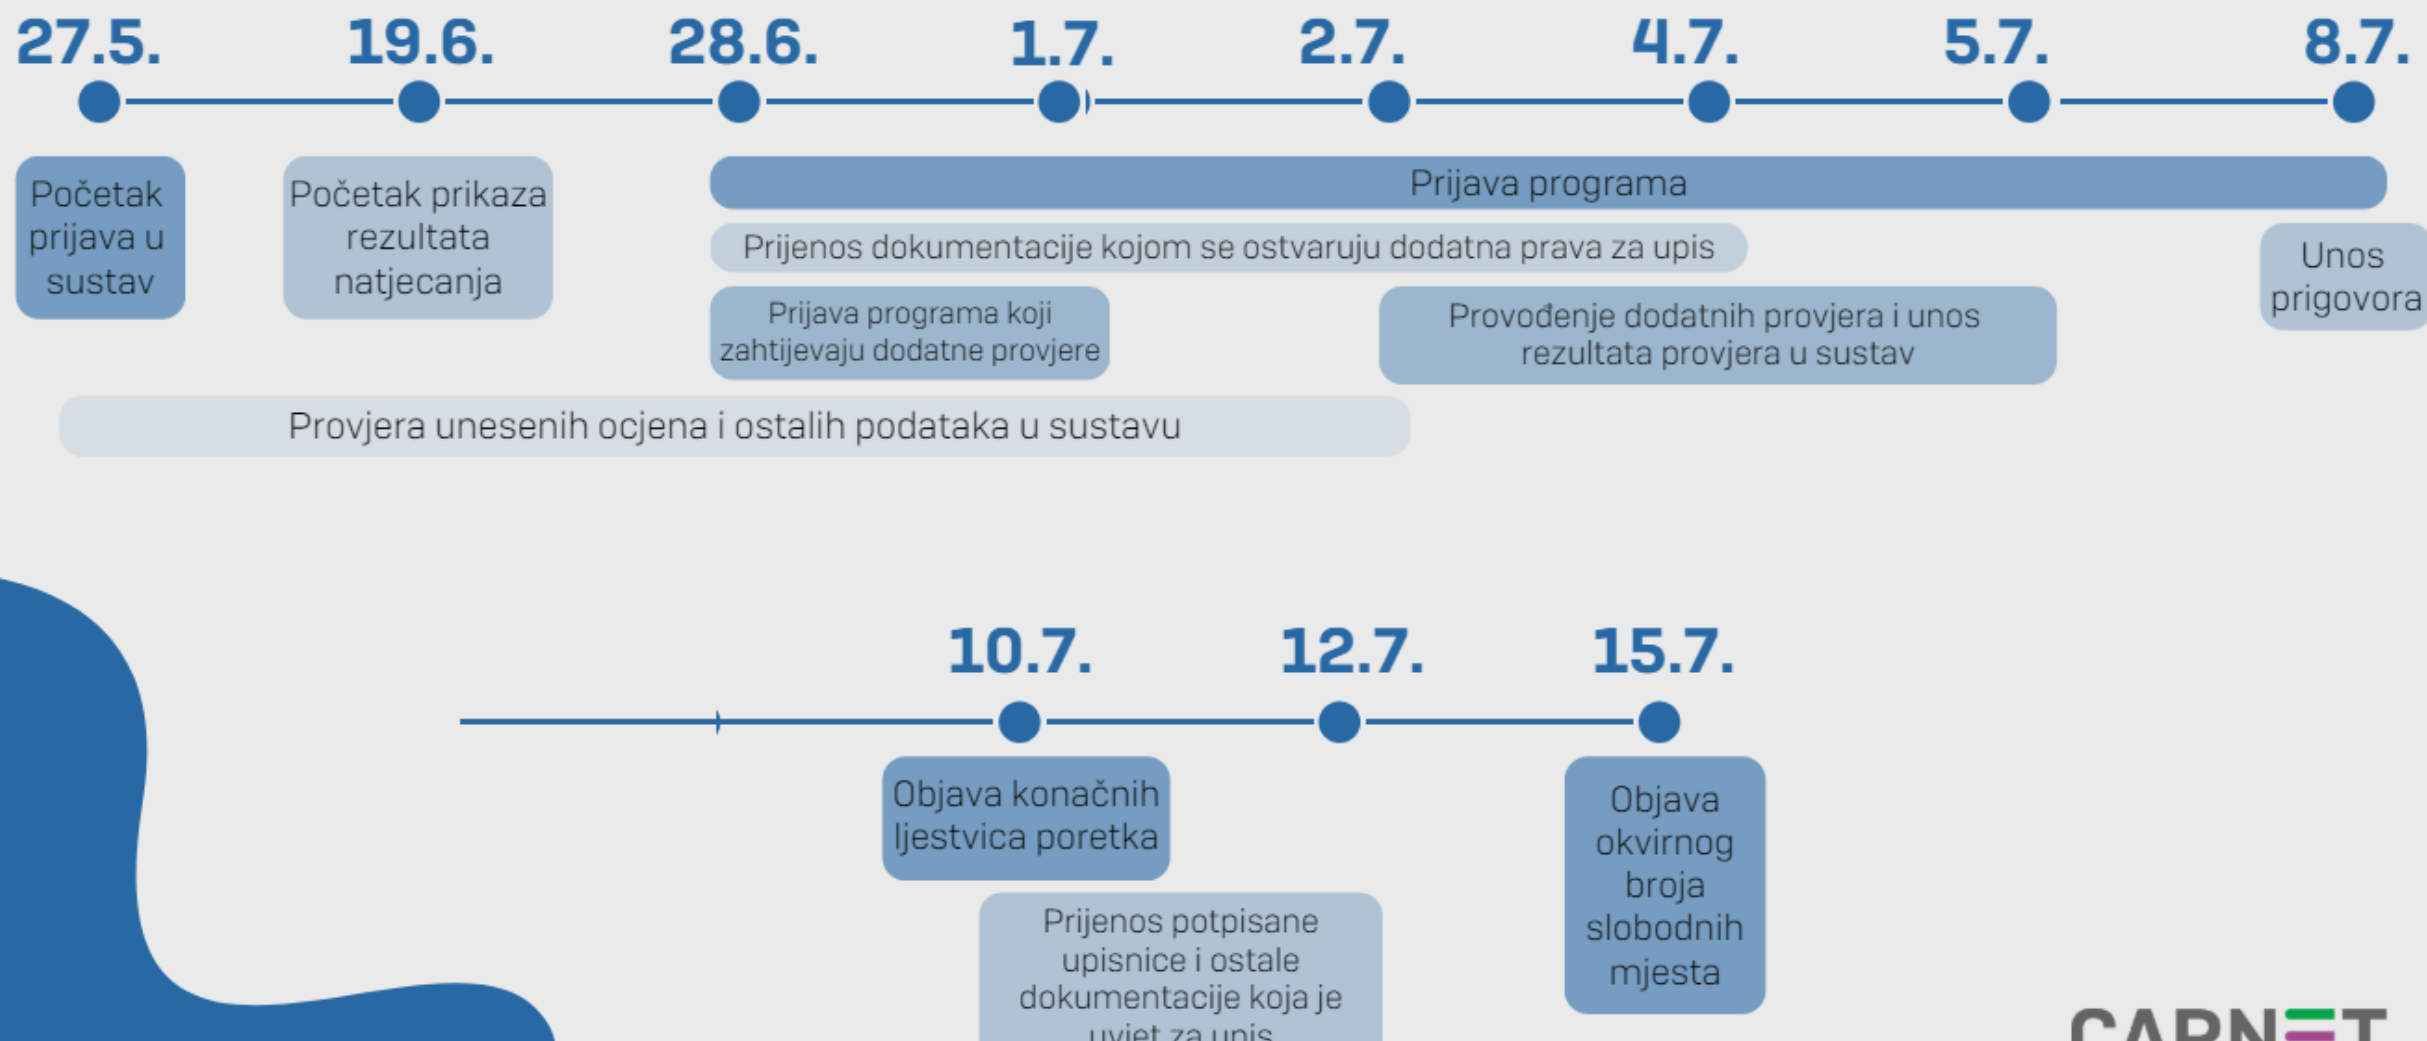 27.5. 19.6. 28.6. 1.7. 2.7. 4.7. 5.7. 8.7.
Početak
prijava u
sustav
Početak prikaza
rezultata
natjecanja
Prijava programa
Prijenos dokumentacije kojom se ostvaruju dodatna prava za upis
Prijava programa koji
zahtijevaju dodatne provjere
Provođenje dodatnih provjera i unos
rezultata provjera u sustav
Unos
prigovora
Provjera unesenih ocjena i ostalih podataka u sustavu
10.7. 12.7. 15.7.
Objava konačnih
ljestvica poretka
Prijenos potpisane
upisnice i ostale
dokumentacije koja je
uvjet za upis
Objava
okvirnog
broja
slobodnih
mjesta
CARNET